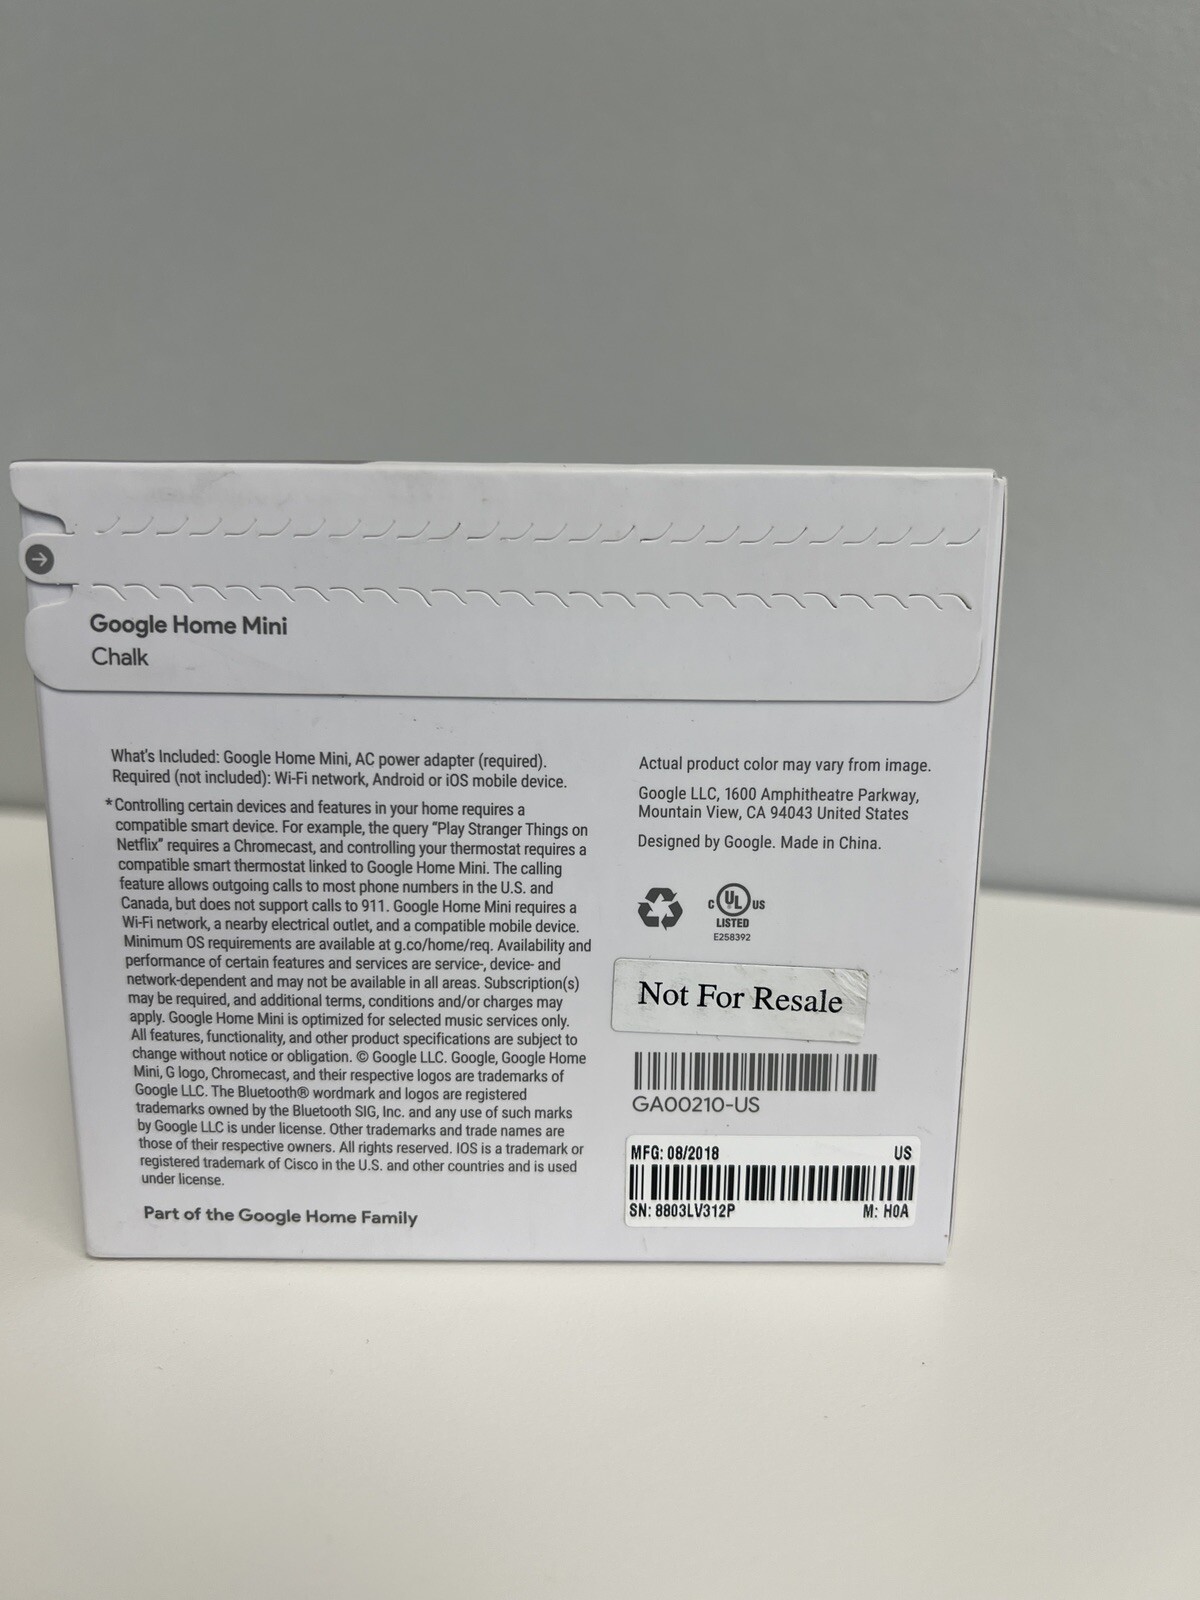 Google Home Mini
Chalk
What's Included: Google Home Mini, AC power adapter (required).
Required (not included): Wi-Fi network, Android or iOS mobile device.
*Controlling certain devices and features in your home requires a
compatible smart device. For example, the query "Play Stranger Things on
Netflix" requires a Chromecast, and controlling your thermostat requires a
compatible smart thermostat linked to Google Home Mini. The calling
feature allows outgoing calls to most phone numbers in the U.S. and
Canada, but does not support calls to 911. Google Home Mini requires a
Wi-Fi network, a nearby electrical outlet, and a compatible mobile device.
Minimum OS requirements are available at g.co/home/req. Availability and
performance of certain features and services are service-, device- and
network-dependent and may not be available in all areas. Subscription(s)
may be required, and additional terms, conditions and/or charges may
apply. Google Home Mini is optimized for selected music services only.
All features, functionality, and other product specifications are subject to
change without notice or obligation. © Google LLC. Google, Google Home
Mini, G logo, Chromecast, and their respective logos are trademarks of
Google LLC. The Bluetooth® wordmark and logos are registered
trademarks owned by the Bluetooth SIG, Inc. and any use of such marks
by Google LLC is under license. Other trademarks and trade names are
those of their respective owners. All rights reserved. IOS is a trademark or
registered trademark of Cisco in the U.S. and other countries and is used
under license.
Part of the Google Home Family
Actual product color may vary from image.
Google LLC, 1600 Amphitheatre Parkway,
Mountain View, CA 94043 United States
Designed by Google. Made in China.
C UL US
LISTED
E258392
Not For Resale
GA00210-US
MFG: 08/2018 US
SN: 8803LV312P M: H0A